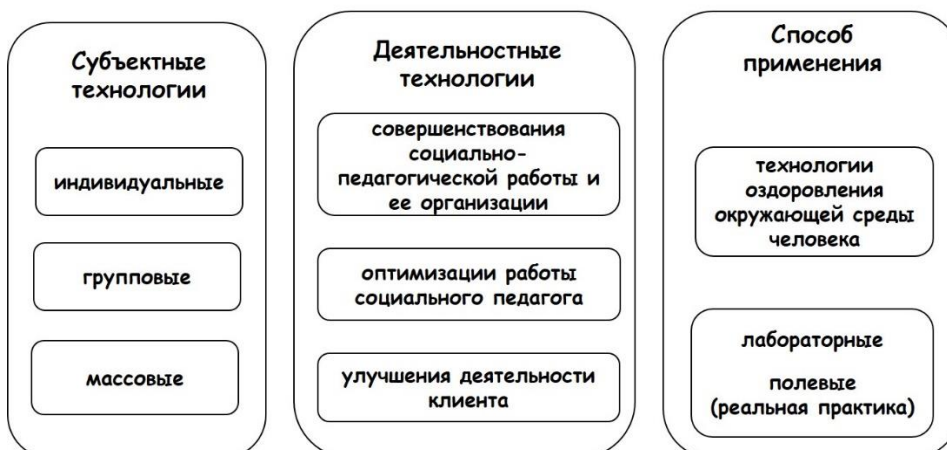 Субъектные
технологии
индивидуальные
групповые
массовые
Деятельностные
технологии
совершенствования
социально-
педагогической работы и
ее организации
оптимизации работы
социального педагога
улучшения деятельности
клиента
Способ
применения
технологии
оздоровления
окружающей среды
человека
лабораторные
полевые
(реальная практика)